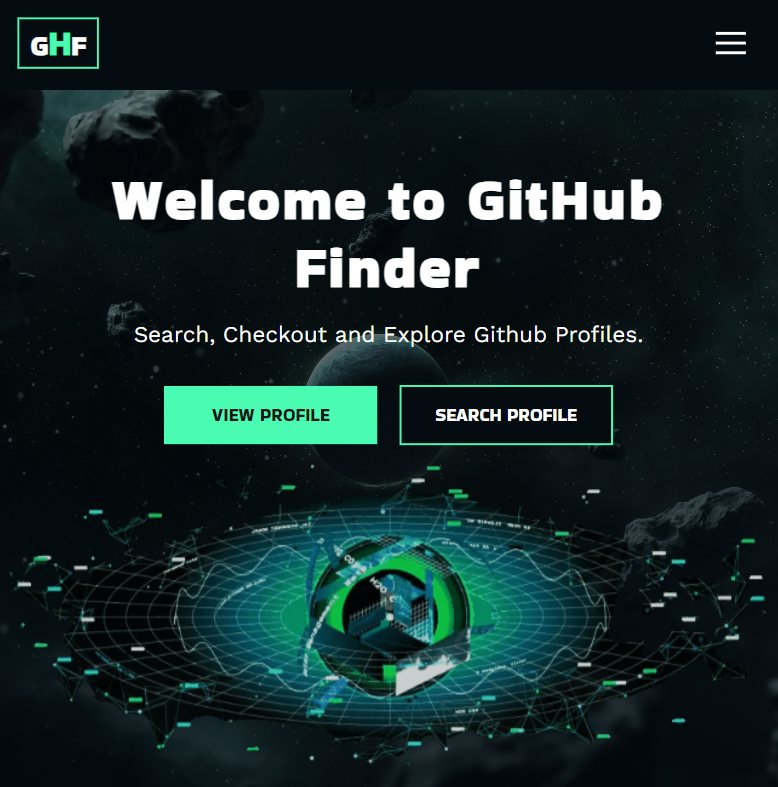 GHF
Welcome to GitHub
Finder
Search, Checkout and Explore Github Profiles.
VIEW PROFILE
SEARCH PROFILE